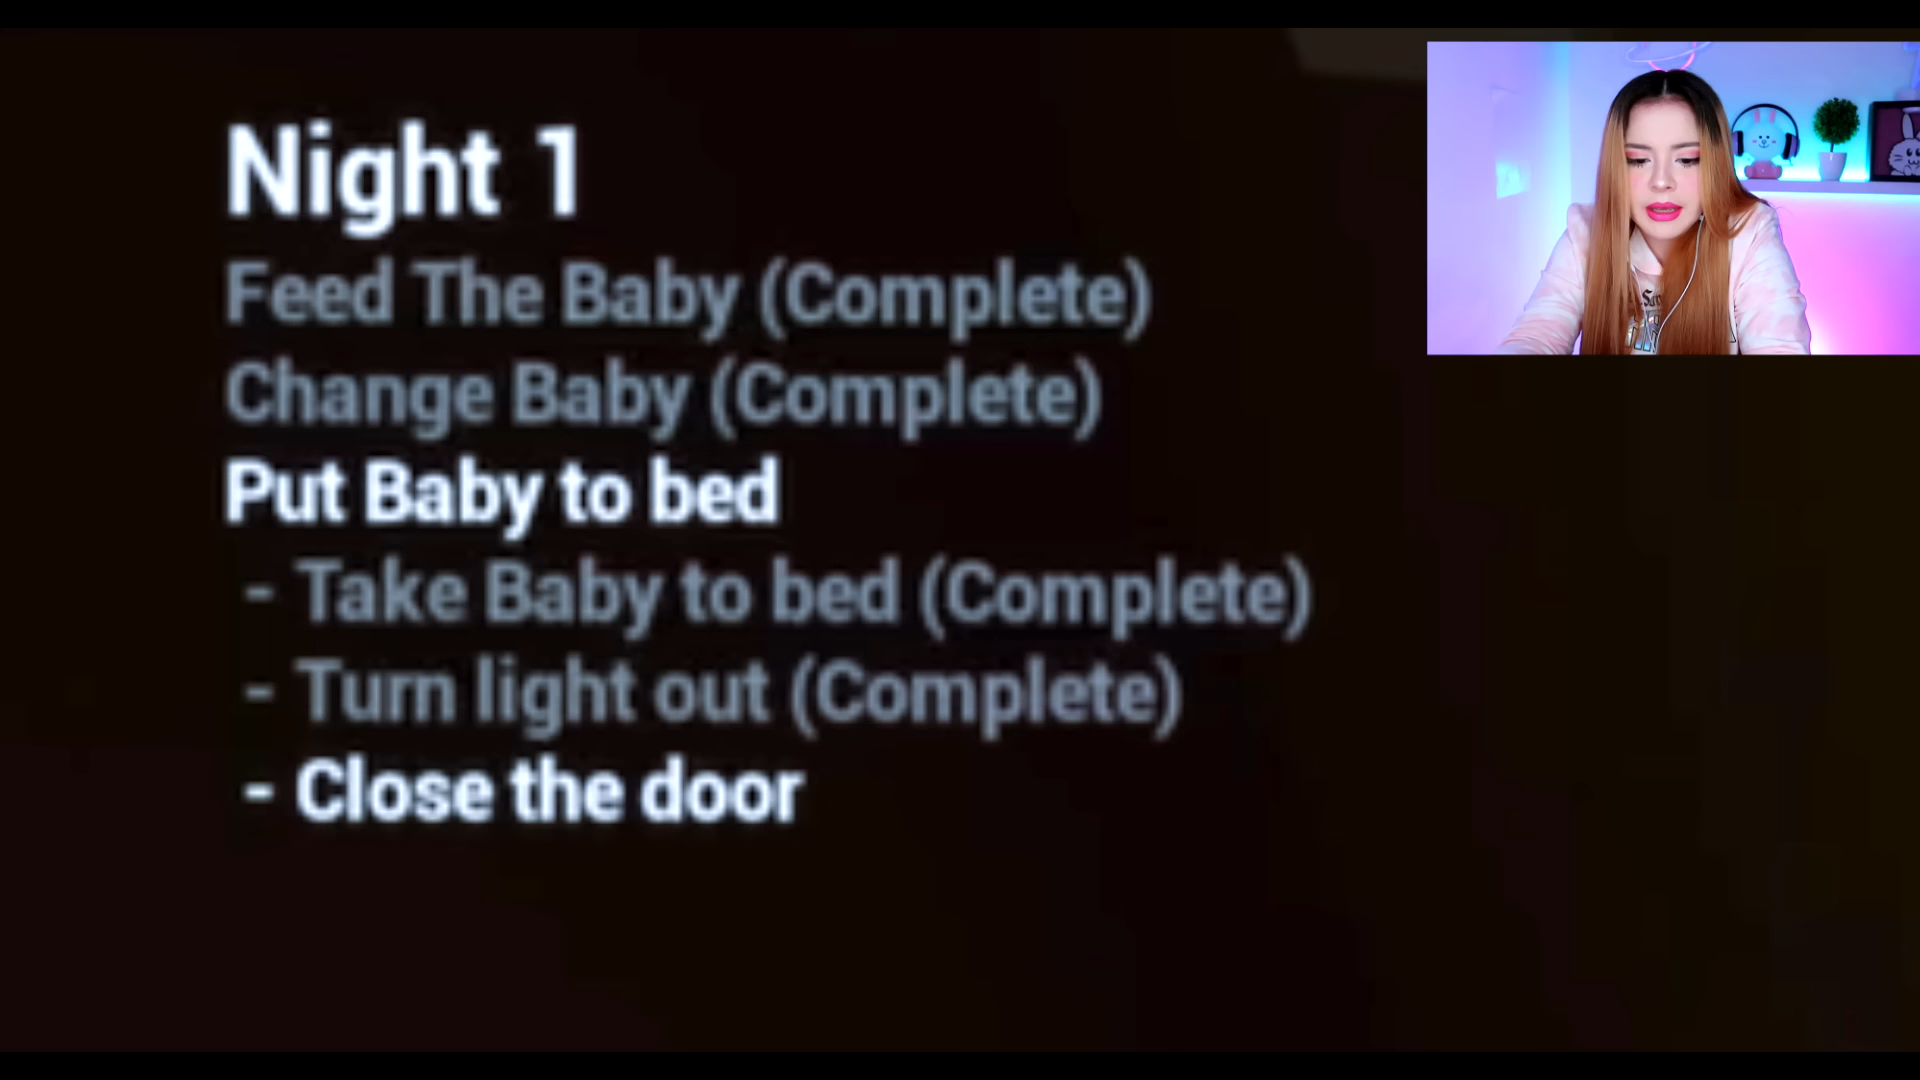 Night 1
Feed The Baby (Complete)
Change Baby (Complete)
Put Baby to bed
- Take Baby to bed (Complete)
- Turn light out (Complete)
- Close the door